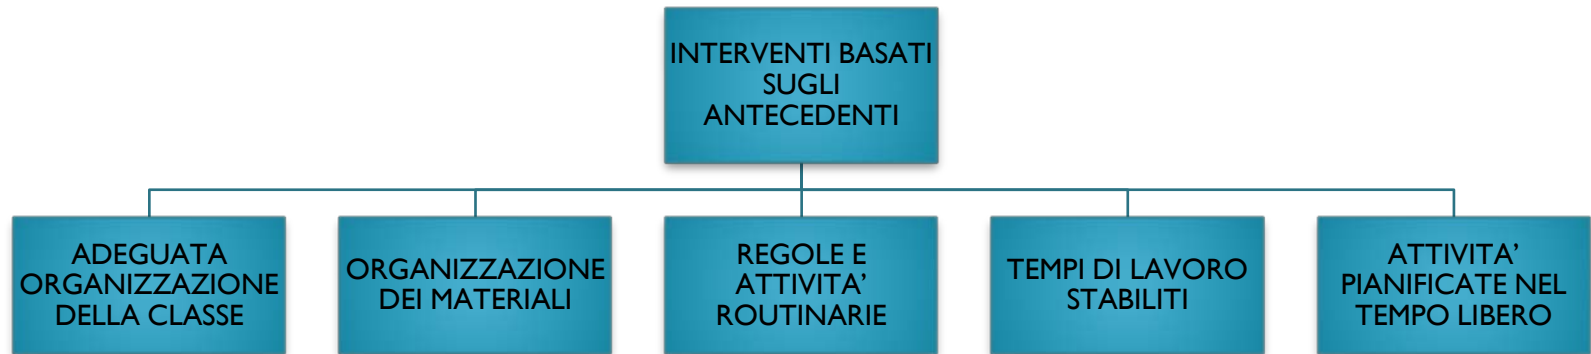 INTERVENTI BASATI
SUGLI
ANTECEDENTI
ADEGUATA
ORGANIZZAZIONE
DELLA CLASSE
ORGANIZZAZIONE
DEI MATERIALI
REGOLE E
ATTIVITA’
ROUTINARIE
TEMPI DI LAVORO
STABILITI
ATTIVITA’
PIANIFICATE NEL
TEMPO LIBERO